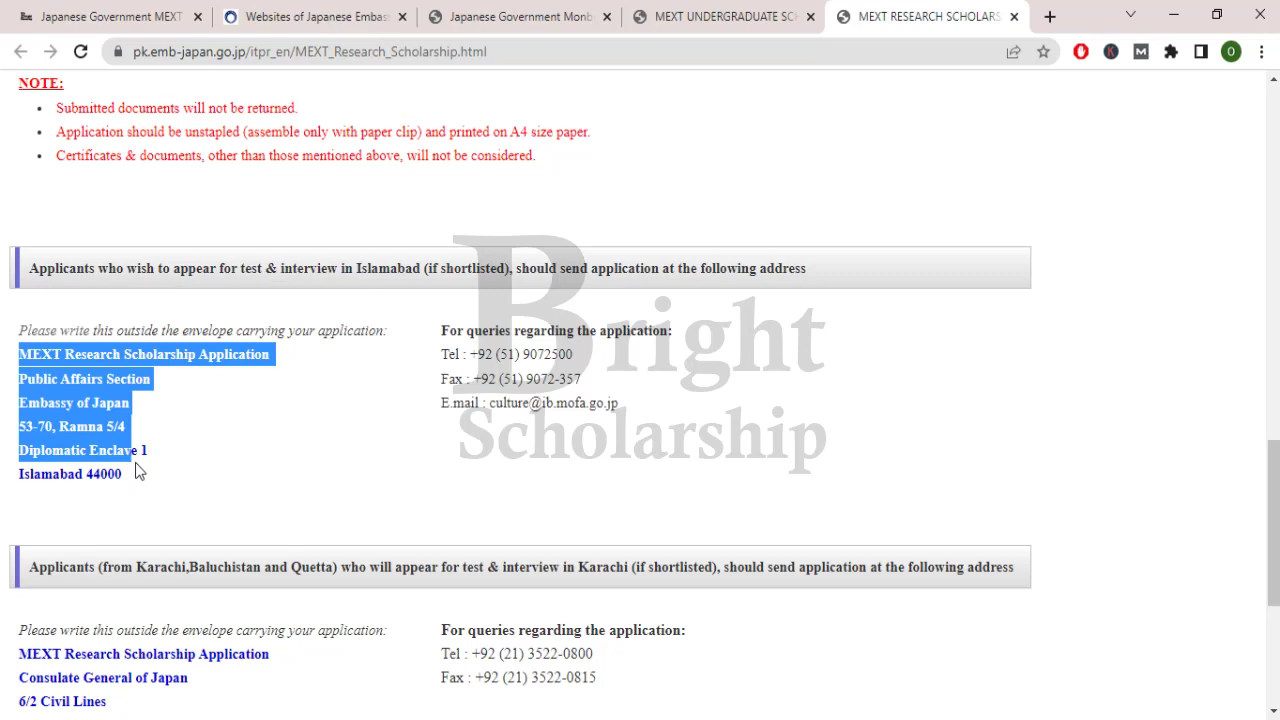 Japanese Government MEXT
Websites of Japanese Embas
Japanese Government Monb
MEXT UNDERGRADUATE SC
MEXT RESEARCH SCHOLARS
pk.emb-japan.go.jp/itpr_en/MEXT_Research_Scholarship.html
NOTE:
• Submitted documents will not be returned.
• Application should be unstapled (assemble only with paper clip) and printed on A4 size paper.
• Certificates & documents, other than those mentioned above, will not be considered.
Applicants who wish to appear for test & interview in Islamabad (if shortlisted), should send application at the following address
Please write this outside the envelope carrying your application:
MEXT Research Scholarship Application
Public Affairs Section
Embassy of Japan
53-70, Ramna 5/4
Diplomatic Enclave 1
Islamabad 44000
For queries regarding the application:
Tel : +92 (51) 9072500
Fax : +92 (51) 9072-357
E.mail : culture@ib.mofa.go.jp
Bright
Scholarship
Applicants (from Karachi,Baluchistan and Quetta) who will appear for test & interview in Karachi (if shortlisted), should send application at the following address
Please write this outside the envelope carrying your application:
MEXT Research Scholarship Application
Consulate General of Japan
6/2 Civil Lines
For queries regarding the application:
Tel : +92 (21) 3522-0800
Fax : +92 (21) 3522-0815